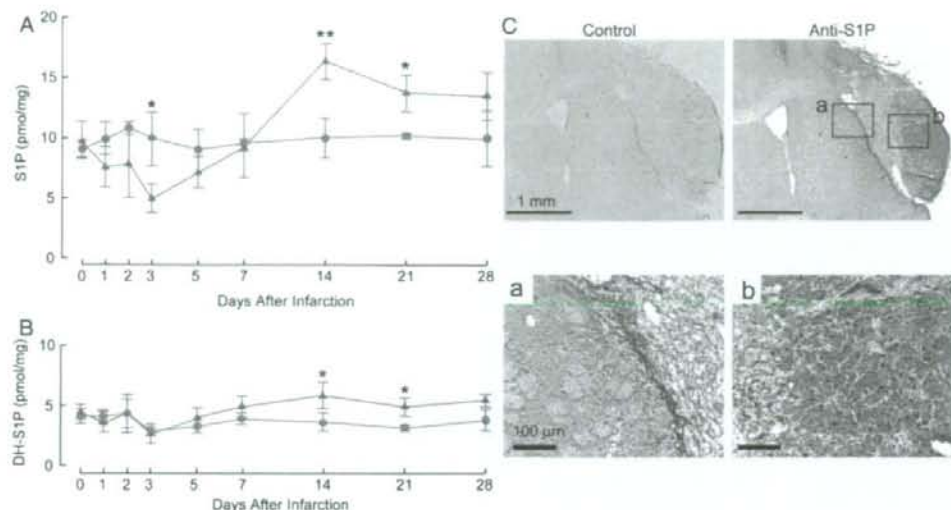 A
20
15
10
5
0
S1P (pmol/mg)
*
**
*
0 1 2 3 5 7 14 21 28
Days After Infarction
B
10
5
0
DH-S1P (pmol/mg)
*
*
0 1 2 3 5 7 14 21 28
Days After Infarction
C
Control
Anti-S1P
a
b
1 mm
a
b
100 µm